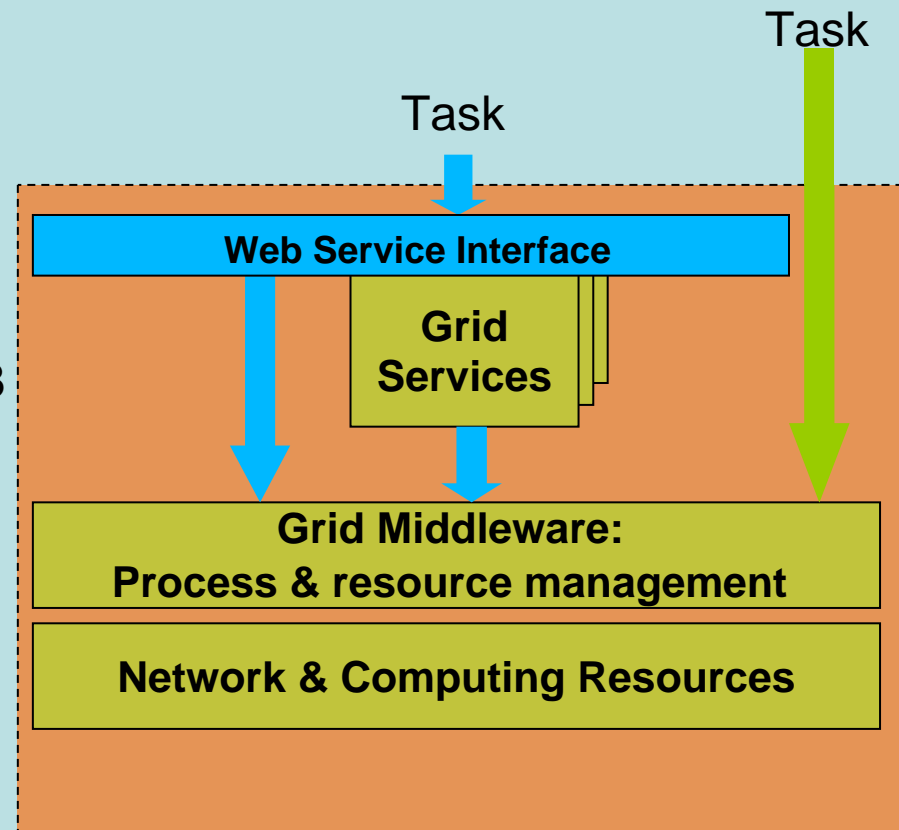 Task
Task
Web Service Interface
Grid
Services
Grid Middleware:
Process & resource management
Network & Computing Resources